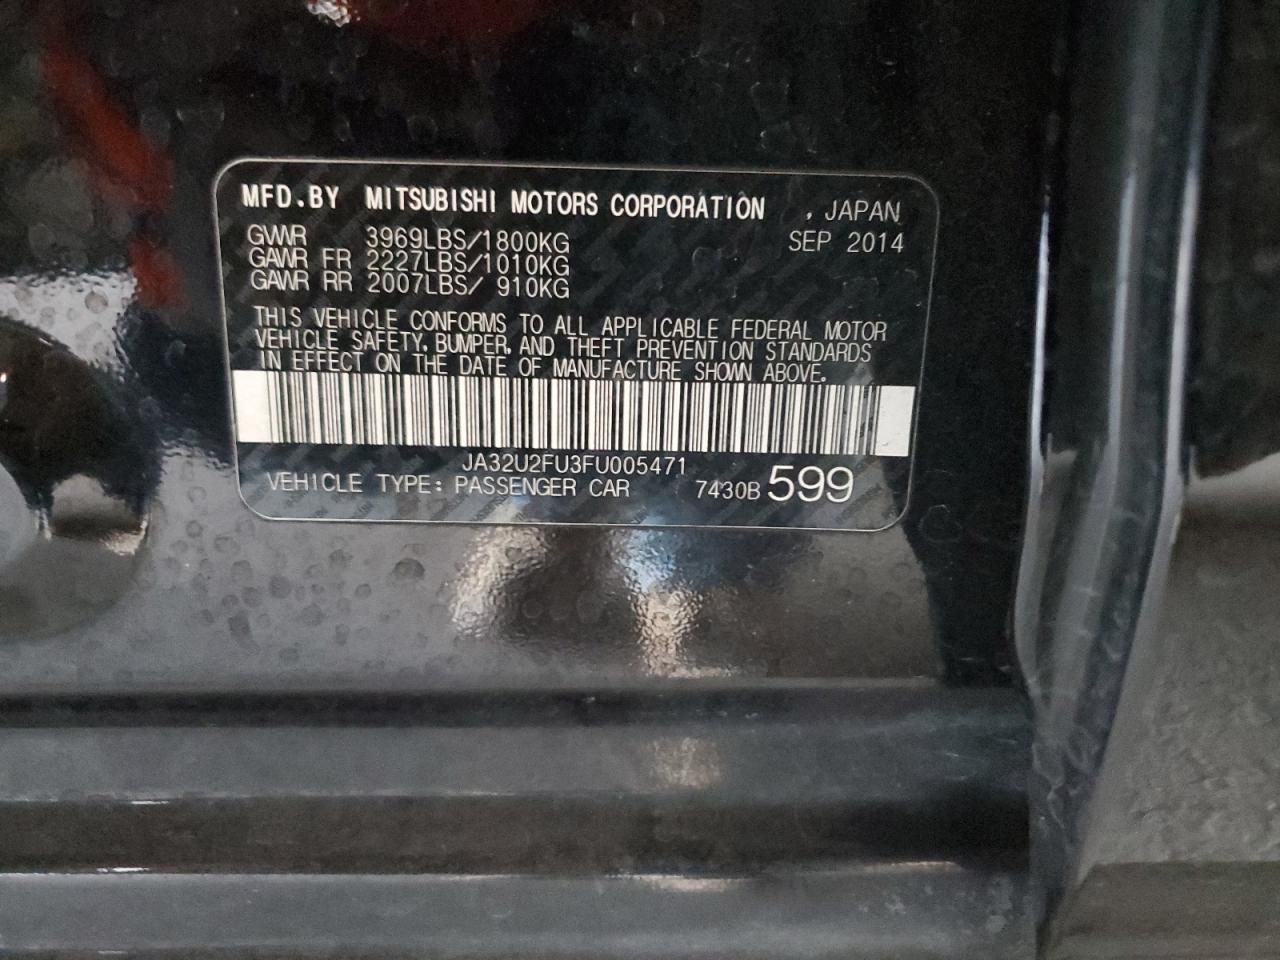 MFD.BY MITSUBISHI MOTORS CORPORATION , JAPAN
GVWR 3969LBS/1800KG SEP 2014
GAWR FR 2227LBS/1010KG
GAWR RR 2007LBS/ 910KG
THIS VEHICLE CONFORMS TO ALL APPLICABLE FEDERAL MOTOR
VEHICLE SAFETY, BUMPER, AND THEFT PREVENTION STANDARDS
IN EFFECT ON THE DATE OF MANUFACTURE SHOWN ABOVE.
JA32U2FU3FU005471
VEHICLE TYPE: PASSENGER CAR 7430B 599